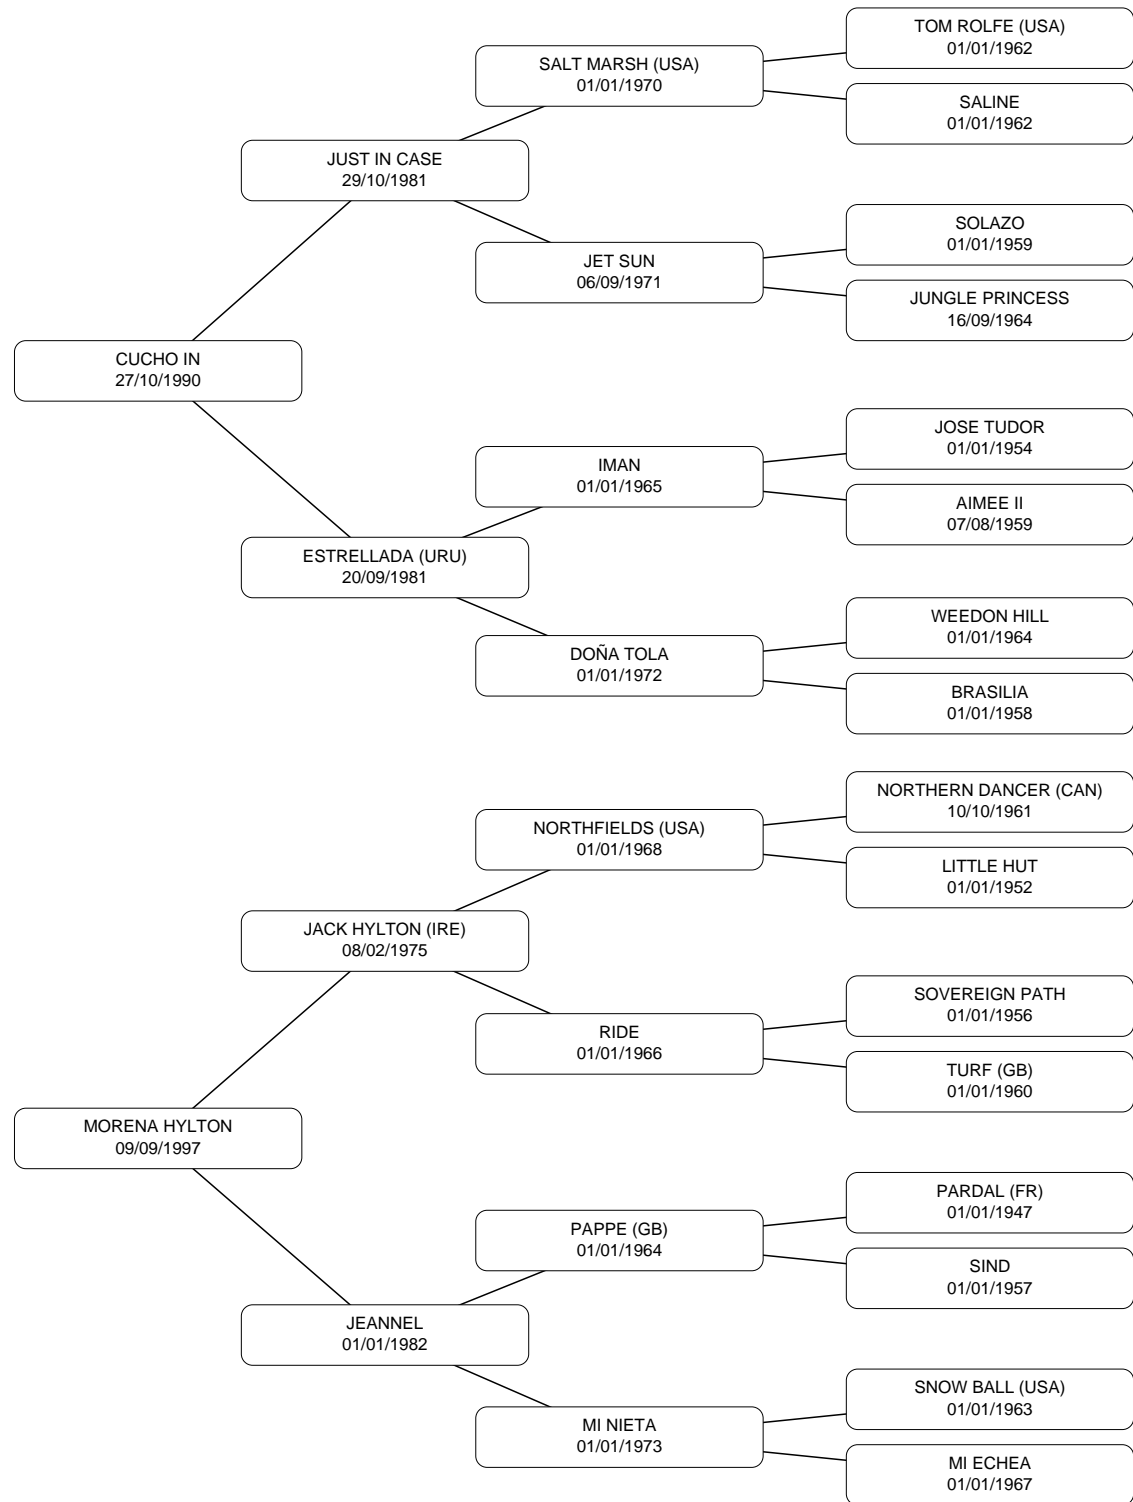 TOM ROLFE (USA)
01/01/1962
SALT MARSH (USA)
01/01/1970
SALINE
01/01/1962
JUST IN CASE
29/10/1981
SOLAZO
01/01/1959
JET SUN
06/09/1971
JUNGLE PRINCESS
16/09/1964
CUCHO IN
27/10/1990
JOSE TUDOR
01/01/1954
IMAN
01/01/1965
AIMEE II
07/08/1959
ESTRELLADA (URU)
20/09/1981
WEEDON HILL
01/01/1964
DOÑA TOLA
01/01/1972
BRASILIA
01/01/1958
NORTHERN DANCER (CAN)
10/10/1961
NORTHFIELDS (USA)
01/01/1968
LITTLE HUT
01/01/1952
JACK HYLTON (IRE)
08/02/1975
SOVEREIGN PATH
01/01/1956
RIDE
01/01/1966
TURF (GB)
01/01/1960
MORENA HYLTON
09/09/1997
PARDAL (FR)
01/01/1947
PAPPE (GB)
01/01/1964
SIND
01/01/1957
JEANNEL
01/01/1982
SNOW BALL (USA)
01/01/1963
MI NIETA
01/01/1973
MI ECHEA
01/01/1967